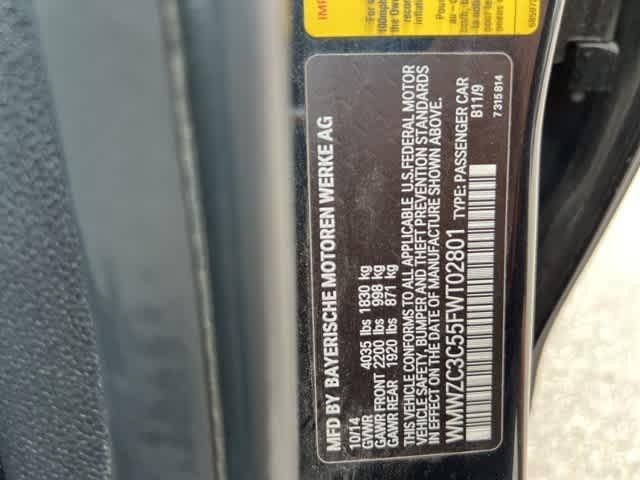 MFD BY BAYERISCHE MOTOREN WERKE AG
10/14
GVWR 4035 lbs 1830 kg
GAWR FRONT 2200 lbs 998 kg
GAWR REAR 1920 lbs 871 kg
THIS VEHICLE CONFORMS TO ALL APPLICABLE U.S. FEDERAL MOTOR
VEHICLE SAFETY, BUMPER AND THEFT PREVENTION STANDARDS
IN EFFECT ON THE DATE OF MANUFACTURE SHOWN ABOVE.
WMWZC3C55FWT02801 TYPE: PASSENGER CAR
B11/9
7 315 814